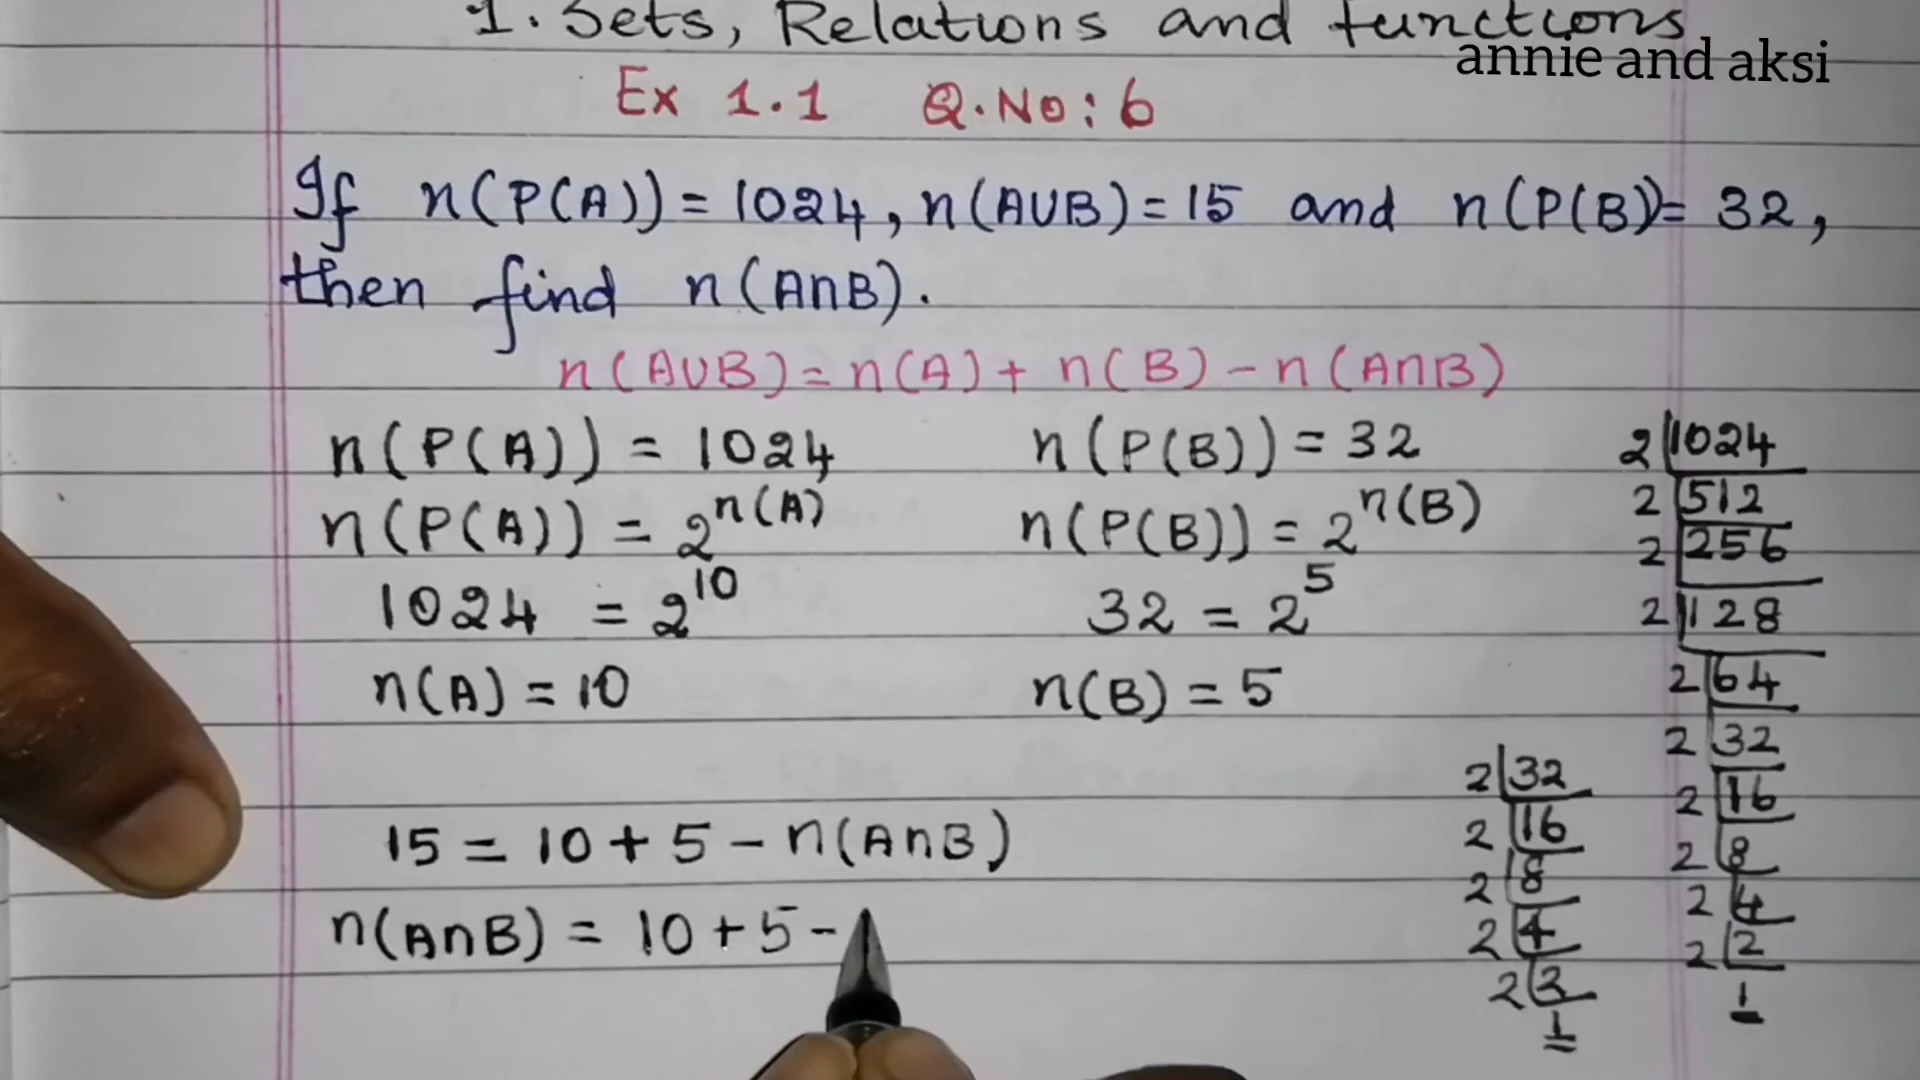 1. Sets, Relations and functions
annie and aksi
Ex 1.1 Q.No: 6
If n(P(A)) = 1024, n(A∪B) = 15 and n(P(B)) = 32,
then find n(A∩B).
n(A∪B) = n(A) + n(B) - n(A∩B)
n(P(A)) = 1024
n(P(A)) = 2^n(A)
1024 = 2^10
n(A) = 10
n(P(B)) = 32
n(P(B)) = 2^n(B)
32 = 2^5
n(B) = 5
15 = 10 + 5 - n(A∩B)
n(A∩B) = 10 + 5 -
2 32
2 16
2 8
2 4
2 2
1
2 1024
2 512
2 256
2 128
2 64
2 32
2 16
2 8
2 4
2 2
1